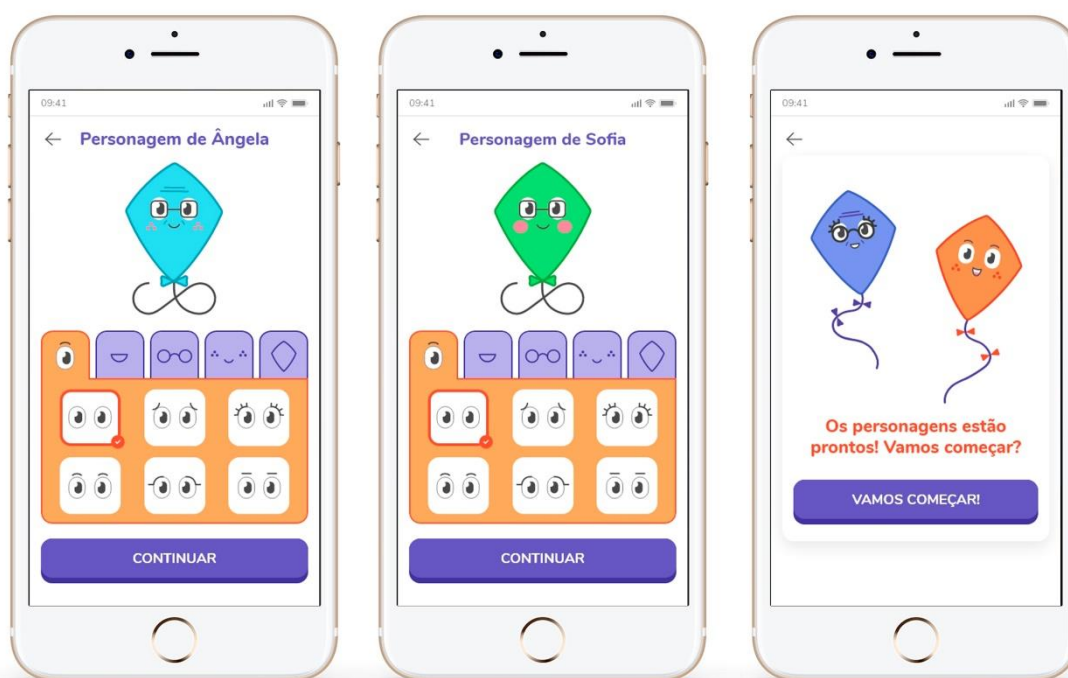 09:41
Personagem de Ângela
CONTINUAR
09:41
Personagem de Sofia
CONTINUAR
09:41
Os personagens estão
prontos! Vamos começar?
VAMOS COMEÇAR!